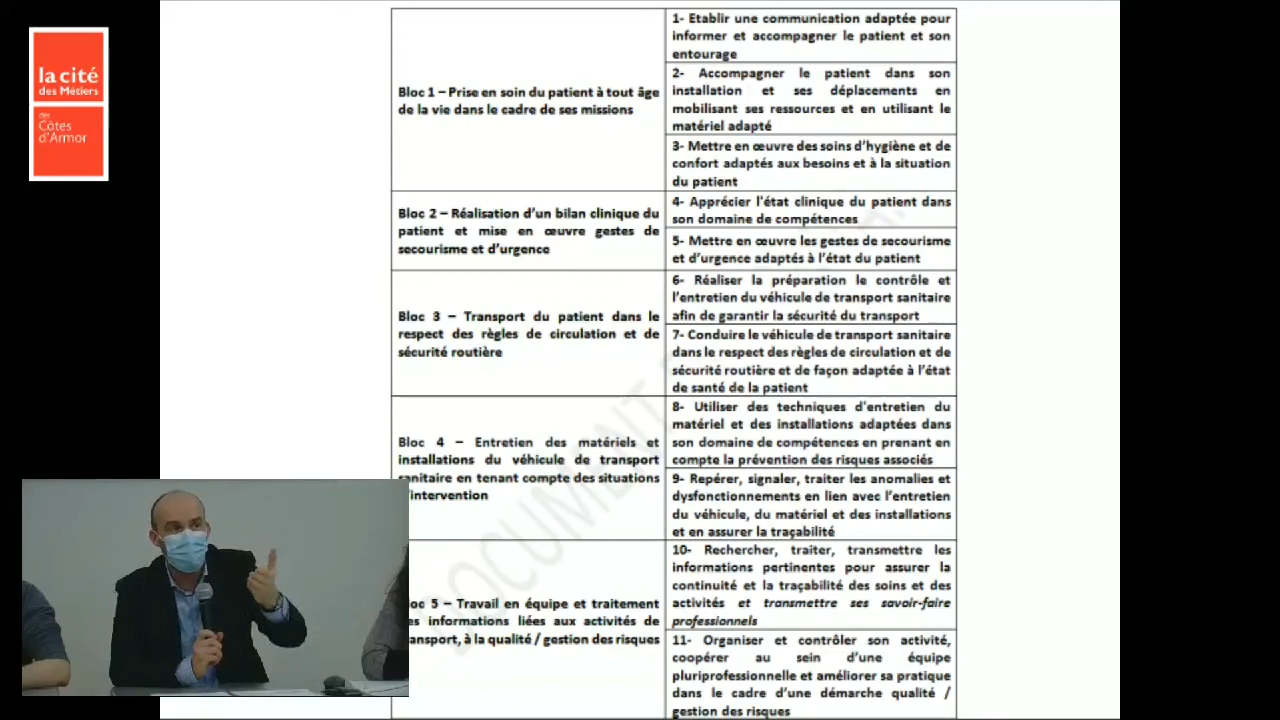 la cité
des Métiers
des
Côtes
d'Armor
Bloc 1 – Prise en soin du patient à tout âge
de la vie dans le cadre de ses missions
1- Etablir une communication adaptée pour
informer et accompagner le patient et son
entourage
2- Accompagner le patient dans son
installation et ses déplacements en
mobilisant ses ressources et en utilisant le
matériel adapté
3- Mettre en œuvre des soins d'hygiène et de
confort adaptés aux besoins et à la situation
du patient
Bloc 2 – Réalisation d'un bilan clinique du
patient et mise en œuvre gestes de
secourisme et d'urgence
4- Apprécier l'état clinique du patient dans
son domaine de compétences
5- Mettre en œuvre les gestes de secourisme
et d'urgence adaptés à l'état du patient
Bloc 3 – Transport du patient dans le
respect des règles de circulation et de
sécurité routière
6- Réaliser la préparation le contrôle et
l'entretien du véhicule de transport sanitaire
afin de garantir la sécurité du transport
7- Conduire le véhicule de transport sanitaire
dans le respect des règles de circulation et de
sécurité routière et de façon adaptée à l'état
de santé de la patient
Bloc 4 – Entretien des matériels et
installations du véhicule de transport
sanitaire en tenant compte des situations
'intervention
8- Utiliser des techniques d'entretien du
matériel et des installations adaptées dans
son domaine de compétences en prenant en
compte la prévention des risques associés
9- Repérer, signaler, traiter les anomalies et
dysfonctionnements en lien avec l'entretien
du véhicule, du matériel et des installations
et en assurer la traçabilité
oc 5 – Travail en équipe et traitement
es informations liées aux activités de
ansport, à la qualité / gestion des risques
10- Rechercher, traiter, transmettre les
informations pertinentes pour assurer la
continuité et la traçabilité des soins et des
activités et transmettre ses savoir-faire
professionnels
11- Organiser et contrôler son activité,
coopérer au sein d'une équipe
pluriprofessionnelle et améliorer sa pratique
dans le cadre d'une démarche qualité /
gestion des risques
DOCUMENT